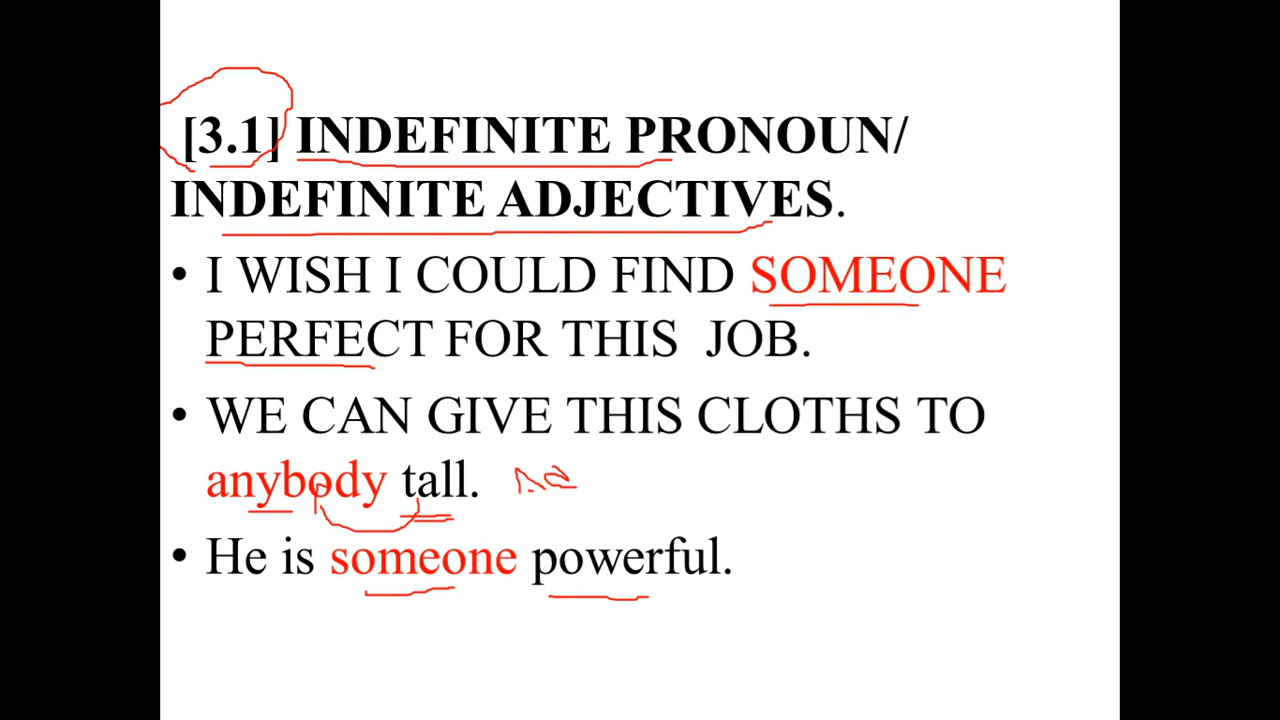 [3.1] INDEFINITE PRONOUN/
INDEFINITE ADJECTIVES.
• I WISH I COULD FIND SOMEONE
PERFECT FOR THIS JOB.
• WE CAN GIVE THIS CLOTHS TO
anybody tall.
• He is someone powerful.